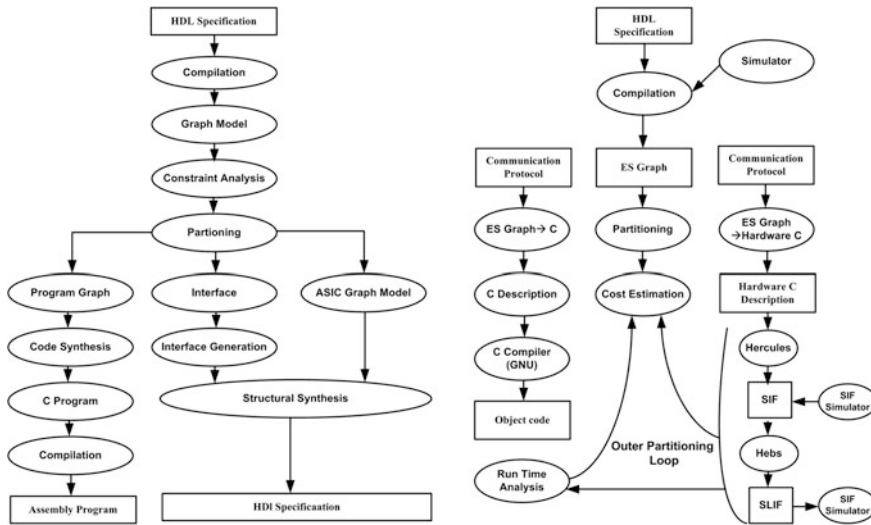 HDL Specification
Compilation
Graph Model
Constraint Analysis
Partioning
Program Graph
Interface
ASIC Graph Model
Code Synthesis
Interface Generation
C Program
Structural Synthesis
Compilation
Assembly Program
HDl Specificaation
HDL
Specification
Simulator
Compilation
Communication
Protocol
ES Graph
Communication
Protocol
ES Graph→ C
Partitioning
ES Graph
→Hardware C
C Description
Cost Estimation
Hardware C
Description
C Compiler
(GNU)
Hercules
Object code
SIF
SIF
Simulator
Outer Partitioning
Loop
Hebs
Run Time
Analysis
SLIF
SIF
Simulator